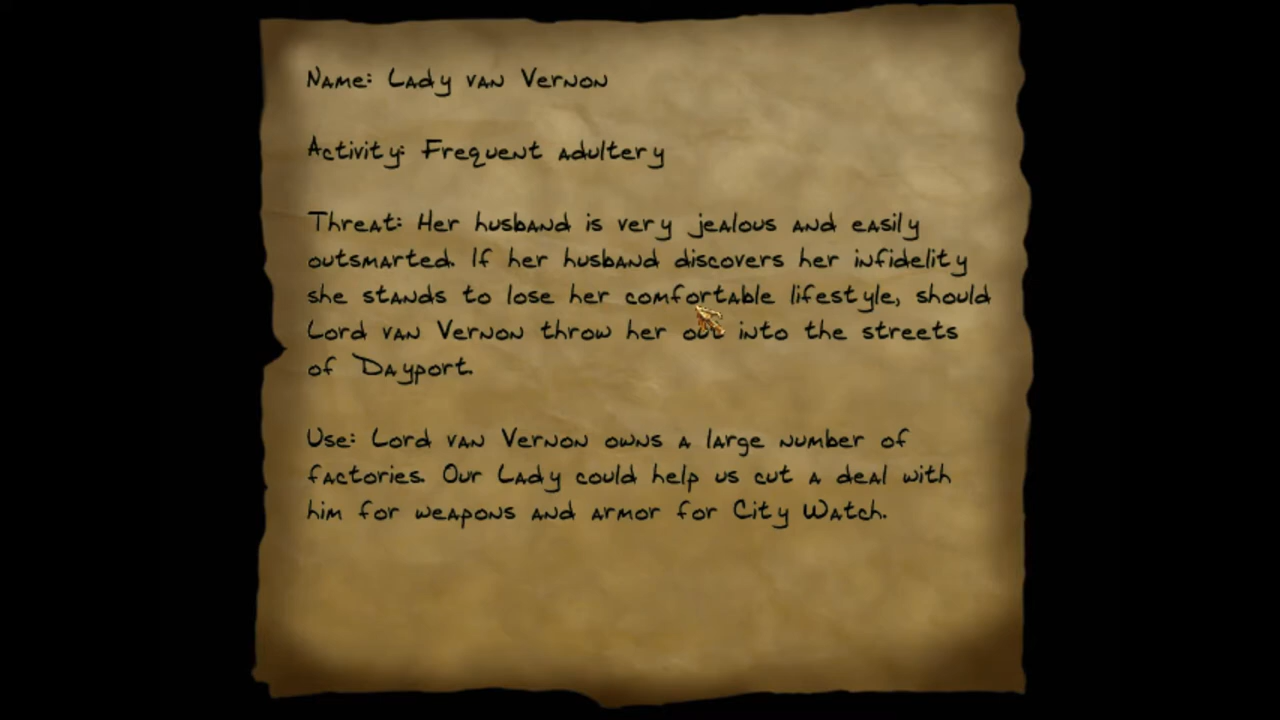 Name: Lady van Vernon
Activity: Frequent adultery
Threat: Her husband is very jealous and easily
outsmarted. If her husband discovers her infidelity
she stands to lose her comfortable lifestyle, should
Lord van Vernon throw her out into the streets
of Dayport.
Use: Lord van Vernon owns a large number of
factories. Our Lady could help us cut a deal with
him for weapons and armor for City Watch.